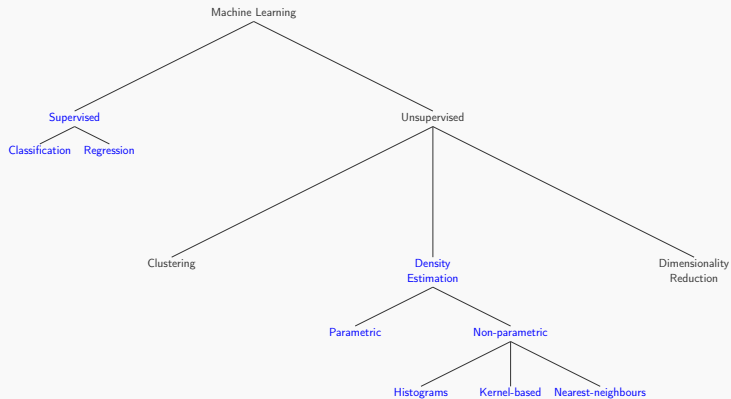 Machine Learning
Supervised
Unsupervised
Classification
Regression
Clustering
Density
Estimation
Dimensionality
Reduction
Parametric
Non-parametric
Histograms
Kernel-based
Nearest-neighbours